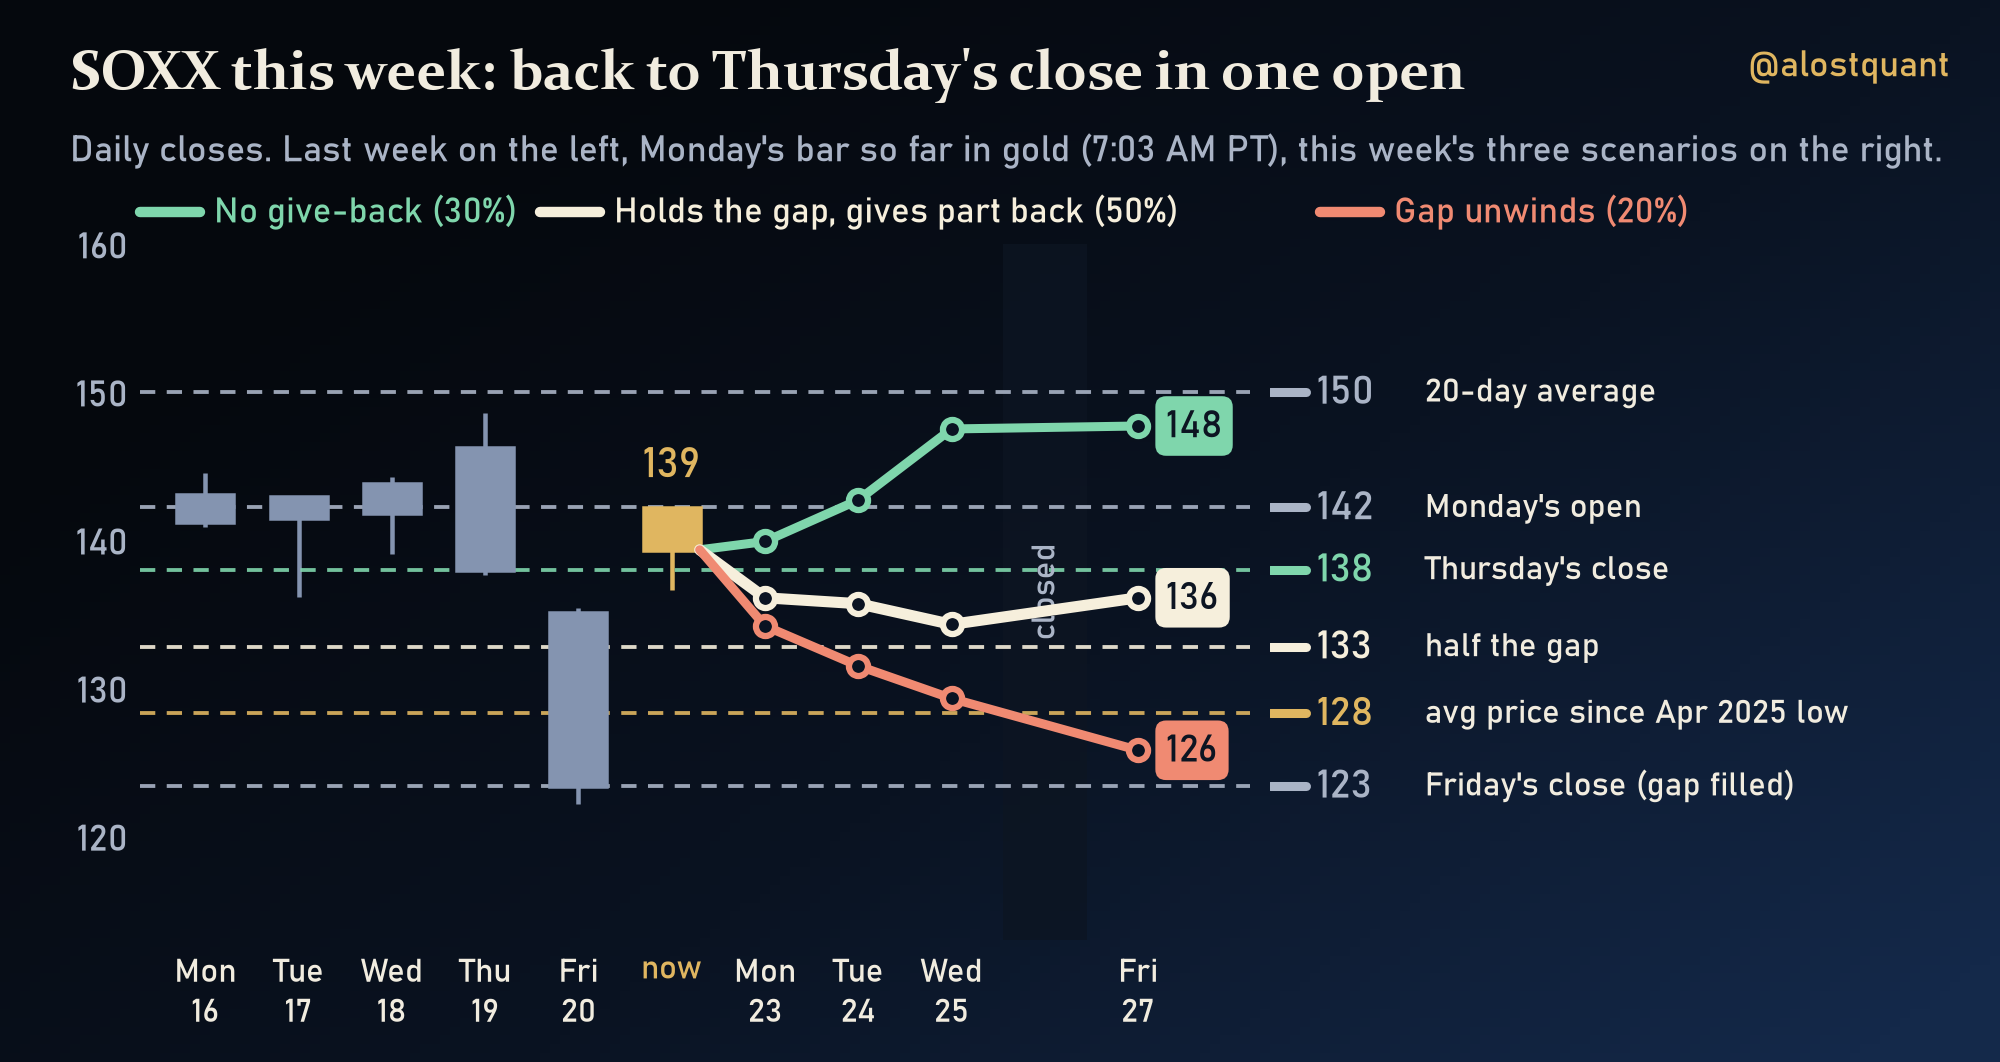 SOXX this week: back to Thursday's close in one open
@alostquant
Daily closes. Last week on the left, Monday's bar so far in gold (7:03 AM PT), this week's three scenarios on the right.
No give-back (30%)
Holds the gap, gives part back (50%)
Gap unwinds (20%)
160
150
150
20-day average
148
139
142
Monday's open
140
closed
138
Thursday's close
136
133
half the gap
130
128
avg price since Apr 2025 low
126
123
Friday's close (gap filled)
120
Mon
Tue
Wed
Thu
Fri
now
Mon
Tue
Wed
Fri
16
17
18
19
20
23
24
25
27